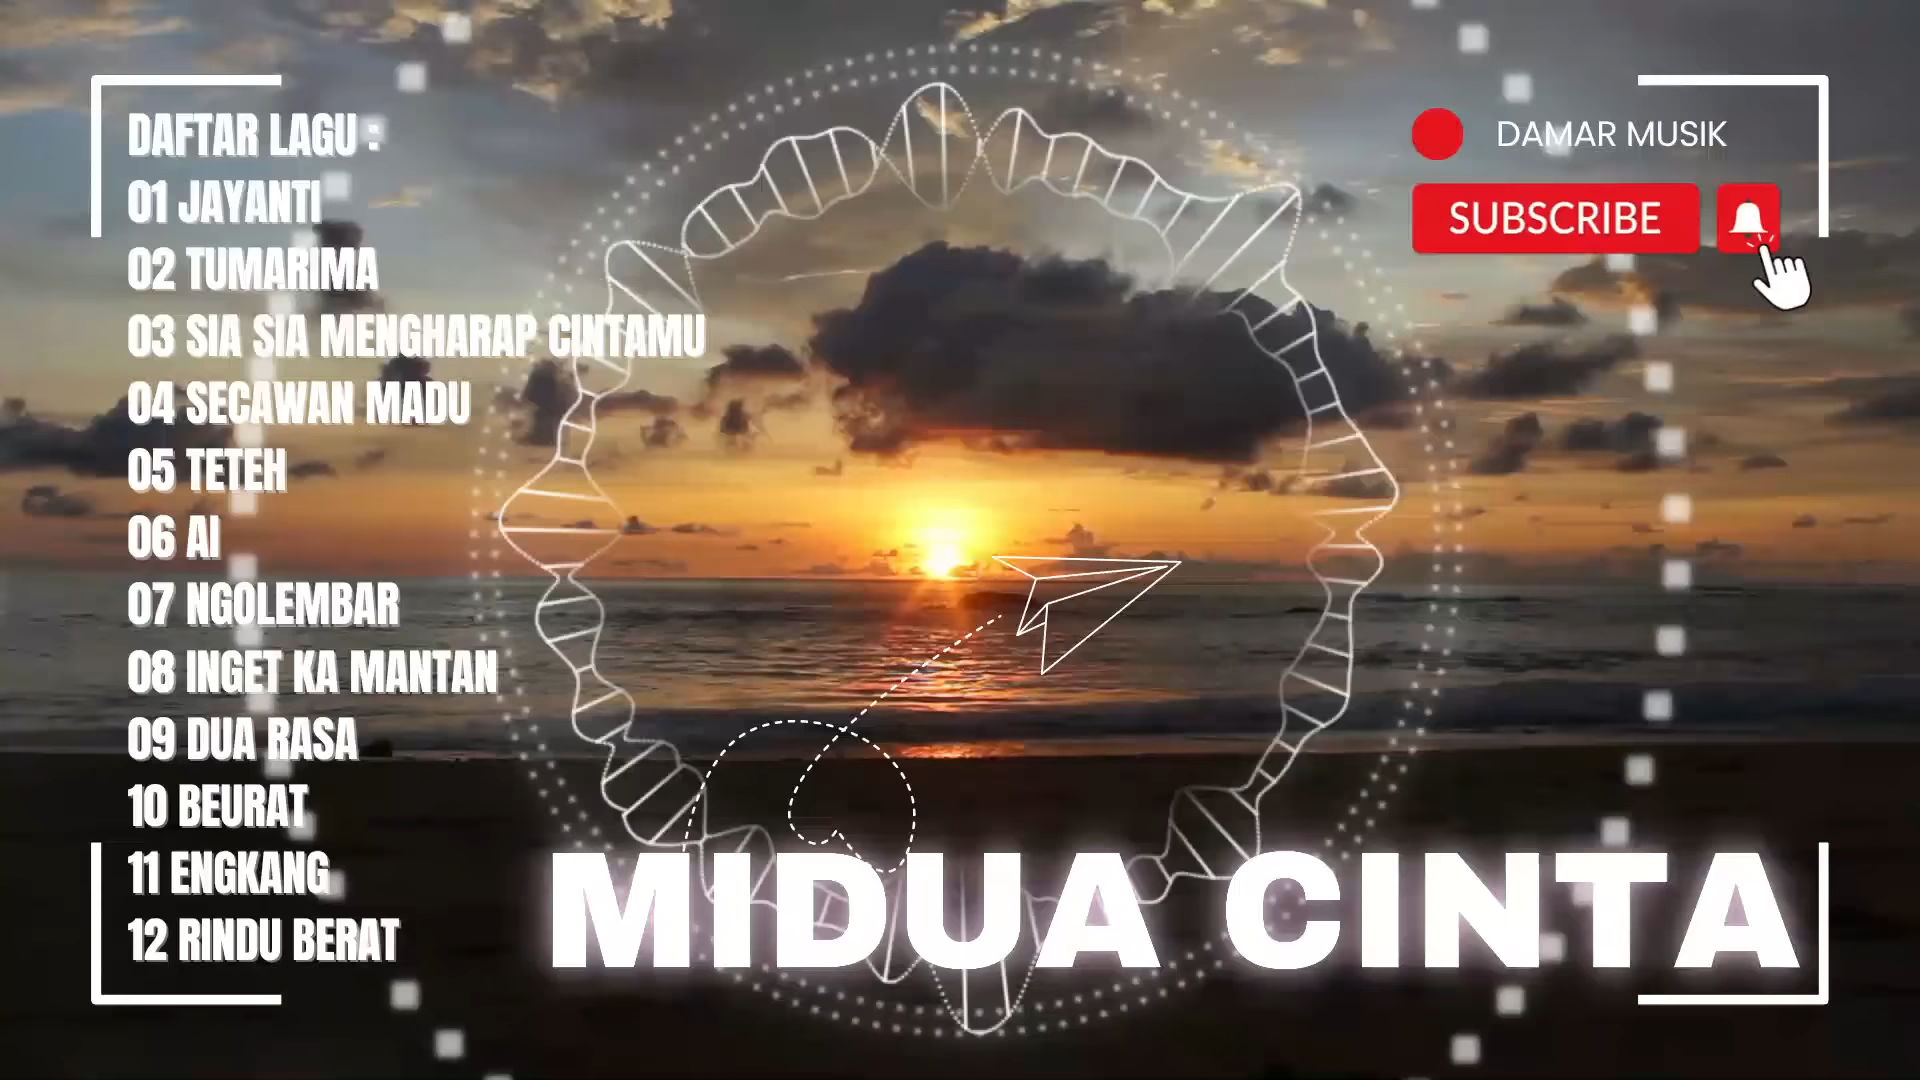 DAFTAR LAGU :
01 JAYANTI
02 TUMARIMA
03 SIA SIA MENGHARAP CINTAMU
04 SECAWAN MADU
05 TETEH
06 AI
07 NGOLEMBAR
08 INGET KA MANTAN
09 DUA RASA
10 BEURAT
11 ENGKANG
12 RINDU BERAT
DAMAR MUSIK
SUBSCRIBE
MIDUA CINTA